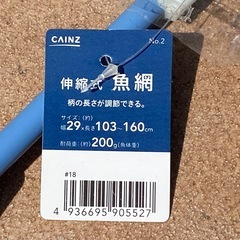 CAINZ
No.2
伸縮式 魚網
柄の長さが調節できる。
サイズ:(約)
幅29×長さ103~160cm
耐荷重:(約)200g(魚体重)
#18
4 936695 905527